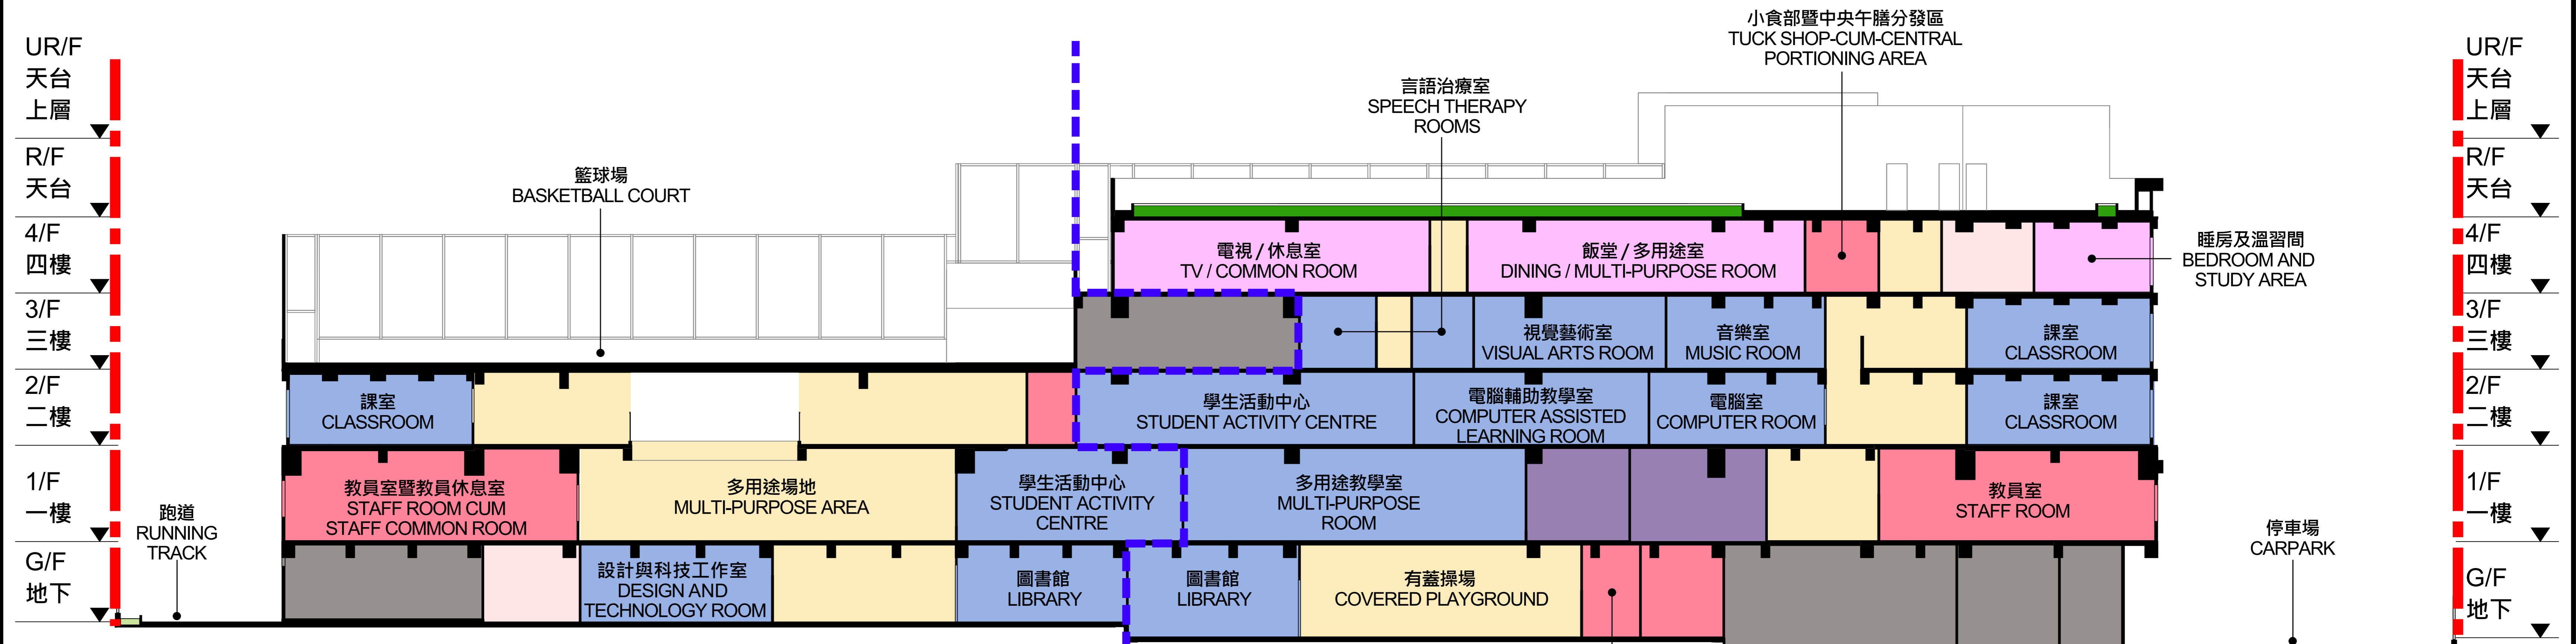 小食部暨中央午膳分發區
TUCK SHOP-CUM-CENTRAL
PORTIONING AREA
UR/F
天台
上層
UR/F
天台
上層
言語治療室
SPEECH THERAPY
ROOMS
R/F
天台
R/F
天台
籃球場
BASKETBALL COURT
4/F
四樓
電視 / 休息室
TV / COMMON ROOM
飯堂 / 多用途室
DINING / MULTI-PURPOSE ROOM
睡房及溫習間
BEDROOM AND
STUDY AREA
4/F
四樓
3/F
三樓
視覺藝術室
VISUAL ARTS ROOM
音樂室
MUSIC ROOM
課室
CLASSROOM
3/F
三樓
2/F
二樓
課室
CLASSROOM
學生活動中心
STUDENT ACTIVITY CENTRE
電腦輔助教學室
COMPUTER ASSISTED
LEARNING ROOM
電腦室
COMPUTER ROOM
課室
CLASSROOM
2/F
二樓
1/F
一樓
教員室暨教員休息室
STAFF ROOM CUM
STAFF COMMON ROOM
多用途場地
MULTI-PURPOSE AREA
學生活動中心
STUDENT ACTIVITY
CENTRE
多用途教學室
MULTI-PURPOSE
ROOM
教員室
STAFF ROOM
1/F
一樓
跑道
RUNNING
TRACK
停車場
CARPARK
G/F
地下
設計與科技工作室
DESIGN AND
TECHNOLOGY ROOM
圖書館
LIBRARY
圖書館
LIBRARY
有蓋操場
COVERED PLAYGROUND
G/F
地下